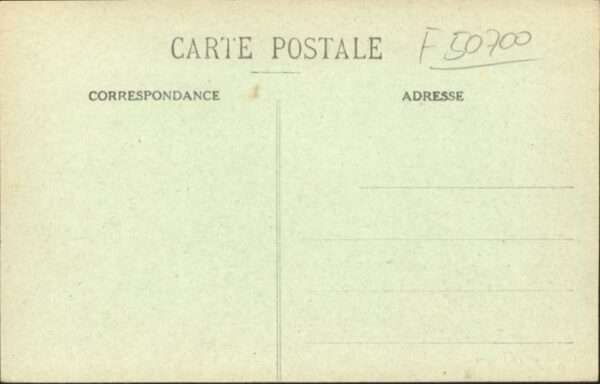 CARTE POSTALE F 50700
CORRESPONDANCE ADRESSE